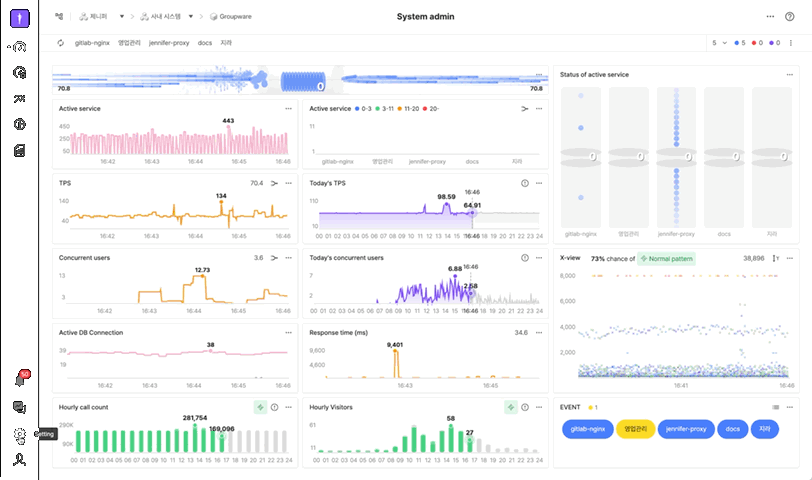 제니퍼 > 사내 시스템 > Groupware
System admin
gitlab-nginx 영업관리 jennifer-proxy docs 지라
5 5 0 0
70.8 0 70.8
Active service
443
450
250
50
16:42 16:43 16:44 16:45 16:46
Active service 0-3 3-11 11-20 20-
11
1
gitlab-nginx 영업관리 jennifer-proxy docs 지라
Status of active service
0 0 0 0 0
gitlab-nginx 영업관리 jennifer-proxy docs 지라
TPS 70.4
134
140
40
16:42 16:43 16:44 16:45 16:46
Today's TPS
16:46
98.59 64.91
110
10
00 01 02 03 04 05 06 07 08 09 10 11 12 13 14 15 16:46 18 19 20 21 22 23 24
Concurrent users 3.6
12.73
13
3
16:42 16:43 16:44 16:45 16:46
Today's concurrent users
16:46
6.88 2.58
7
2
00 01 02 03 04 05 06 07 08 09 10 11 12 13 14 15 16:46 18 19 20 21 22 23 24
X-view 73% chance of Normal pattern 38,896
8,000
4,000
2,000
16:41 16:46
Active DB Connection
38
39
19
16:42 16:43 16:44 16:45 16:46
Response time (ms) 34.6
9,401
9,600
4,600
16:43 16:45
Hourly call count
281,754 169,096
290K
90K
00 01 02 03 04 05 06 07 08 09 10 11 12 13 14 15 16 17 18 19 20 21 22 23 24
Hourly Visitors
58 27
61
11
00 01 02 03 04 05 06 07 08 09 10 11 12 13 14 15 16 17 18 19 20 21 22 23 24
EVENT 1
gitlab-nginx 영업관리 jennifer-proxy docs 지라
50